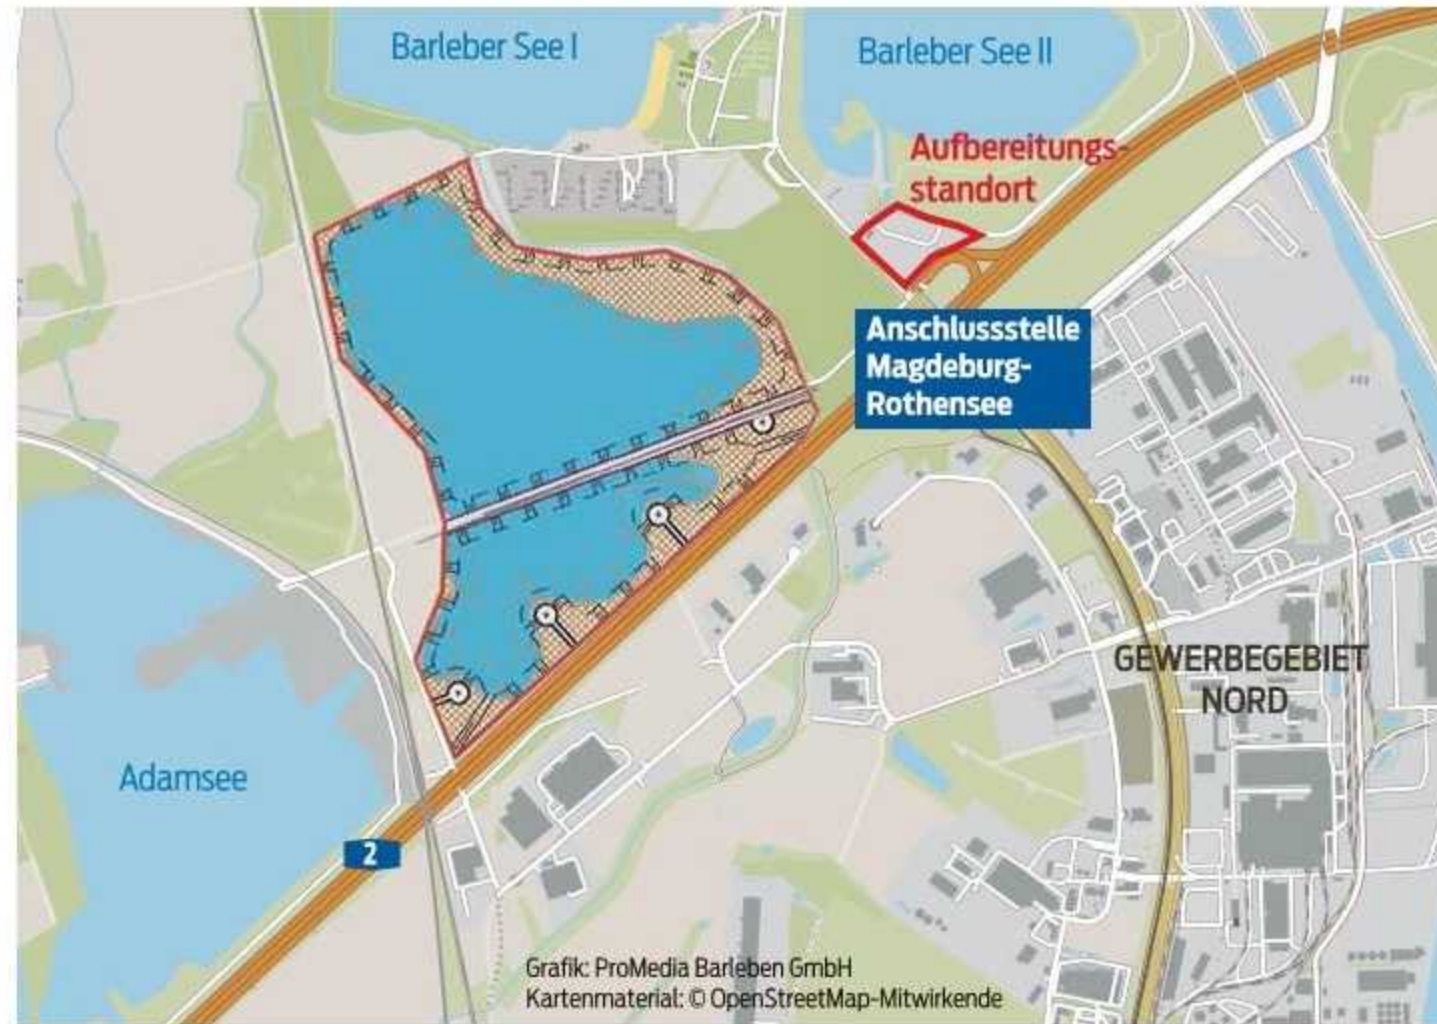 Barleber See I
Barleber See II
Aufbereitungs-
standort
Anschlussstelle
Magdeburg-
Rothensee
GEWERBEGEBIET
NORD
Adamsee
2
Grafik: ProMedia Barleben GmbH
Kartenmaterial: © OpenStreetMap-Mitwirkende